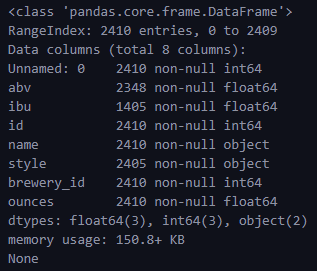 <class 'pandas.core.frame.DataFrame'>
RangeIndex: 2410 entries, 0 to 2409
Data columns (total 8 columns):
Unnamed: 0    2410 non-null int64
abv           2348 non-null float64
ibu           1405 non-null float64
id            2410 non-null int64
name          2410 non-null object
style         2405 non-null object
brewery_id    2410 non-null int64
ounces        2410 non-null float64
dtypes: float64(3), int64(3), object(2)
memory usage: 150.8+ KB
None